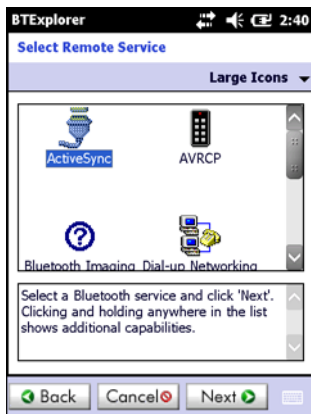 BTExplorer 2:40
Select Remote Service
Large Icons
ActiveSync AVRCP
Bluetooth Imaging Dial-up Networking
Select a Bluetooth service and click 'Next'.
Clicking and holding anywhere in the list
shows additional capabilities.
Back Cancel Next